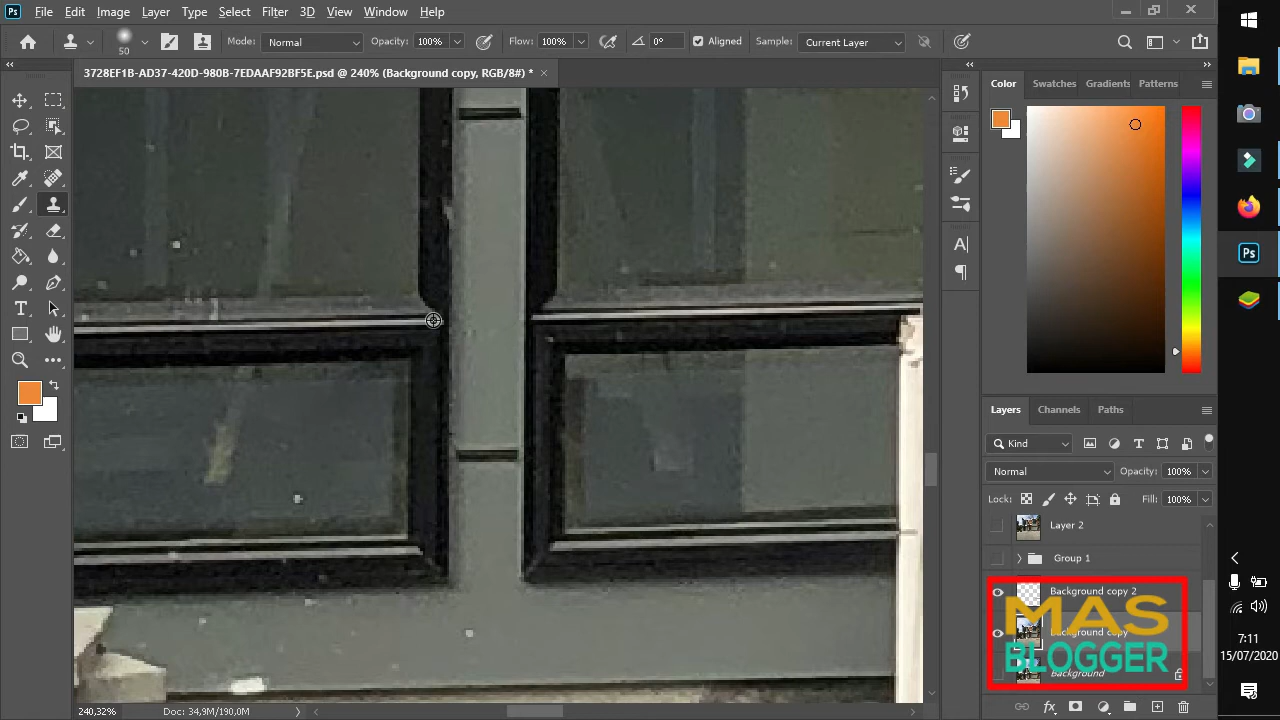 Ps File Edit Image Layer Type Select Filter 3D View Window Help
50 Mode: Normal Opacity: 100% Flow: 100% 0° Aligned Sample: Current Layer
3728EF1B-AD37-420D-980B-7EDAAF92BF5E.psd @ 240% (Background copy, RGB/8#) *
Color Swatches Gradients Patterns
Layers Channels Paths
Kind
Normal Opacity: 100%
Lock: Fill: 100%
Layer 2
Group 1
Background copy 2
Background copy
Background
MAS
BLOGGER
240,32% Doc: 34,9M/190,0M
Ps
7:11
15/07/2020